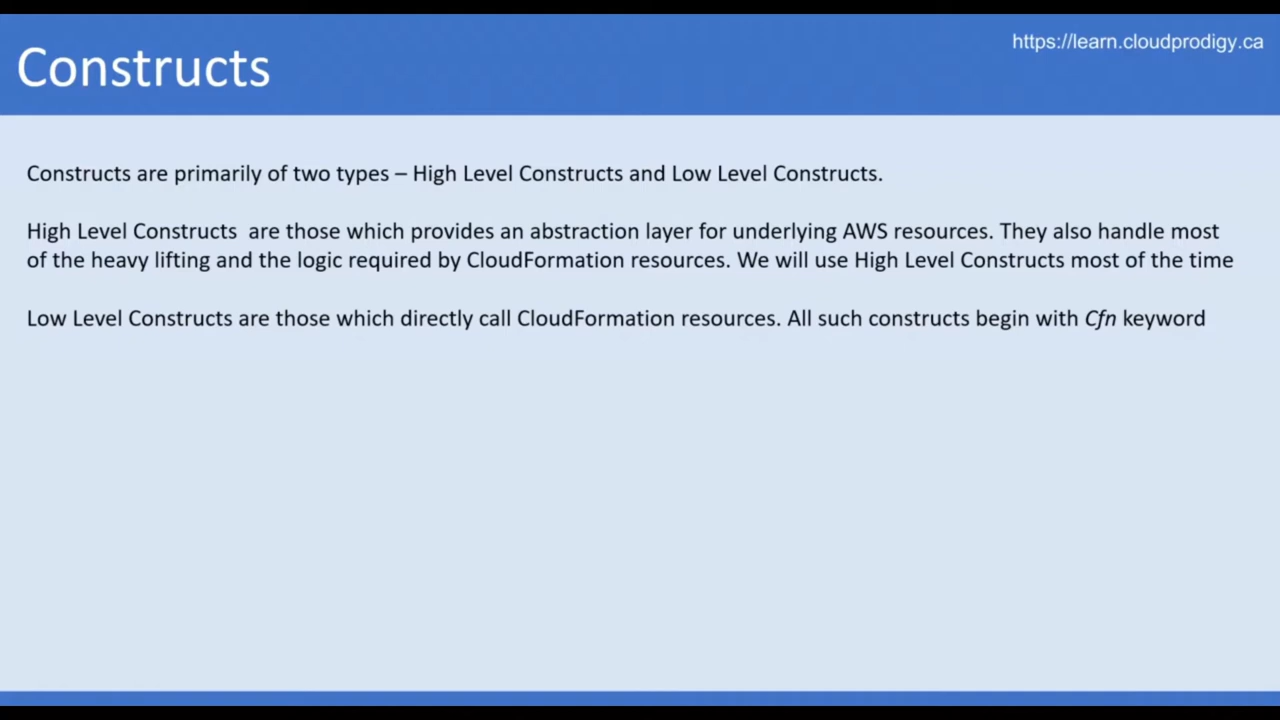 https://learn.cloudprodigy.ca
Constructs
Constructs are primarily of two types – High Level Constructs and Low Level Constructs.
High Level Constructs  are those which provides an abstraction layer for underlying AWS resources. They also handle most
of the heavy lifting and the logic required by CloudFormation resources. We will use High Level Constructs most of the time
Low Level Constructs are those which directly call CloudFormation resources. All such constructs begin with Cfn keyword